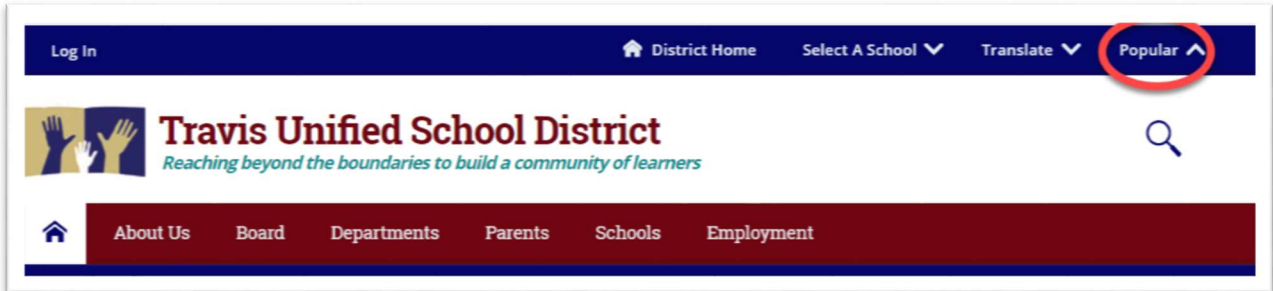 Log In District Home Select A School Translate Popular
Travis Unified School District
Reaching beyond the boundaries to build a community of learners
About Us Board Departments Parents Schools Employment